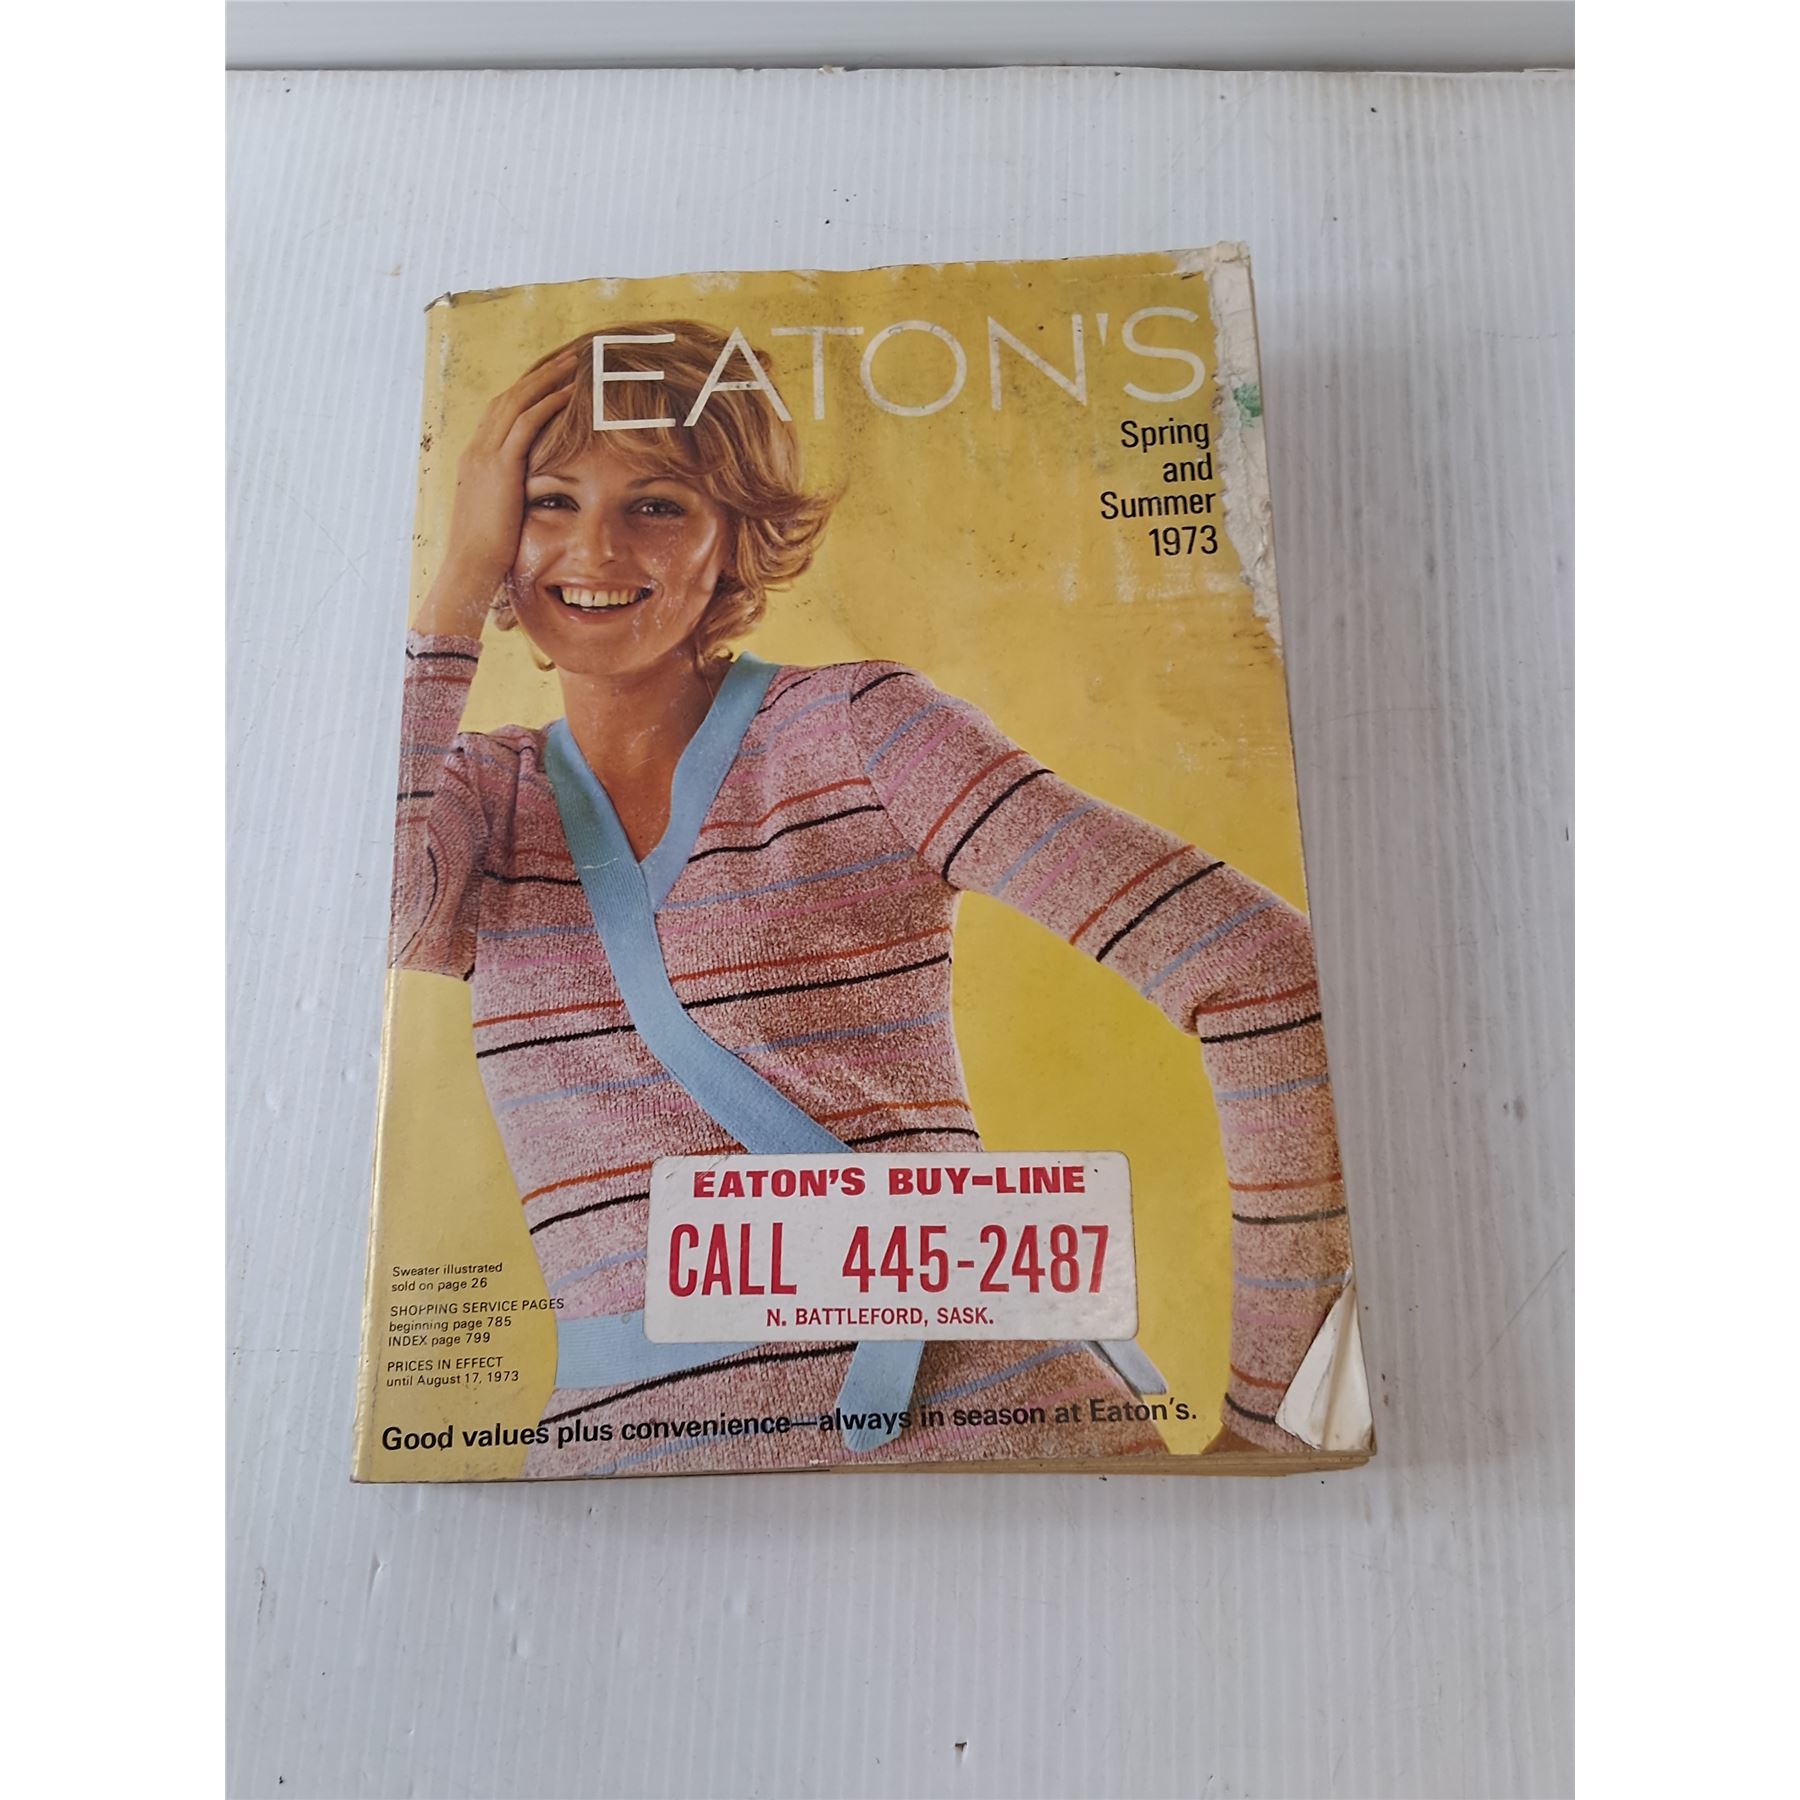 EATON'S
Spring
and
Summer
1973
EATON'S BUY-LINE
CALL 445-2487
N. BATTLEFORD, SASK.
Sweater illustrated
sold on page 26
SHOPPING SERVICE PAGES
beginning page 785
INDEX page 799
PRICES IN EFFECT
until August 17, 1973
Good values plus convenience—always in season at Eaton's.